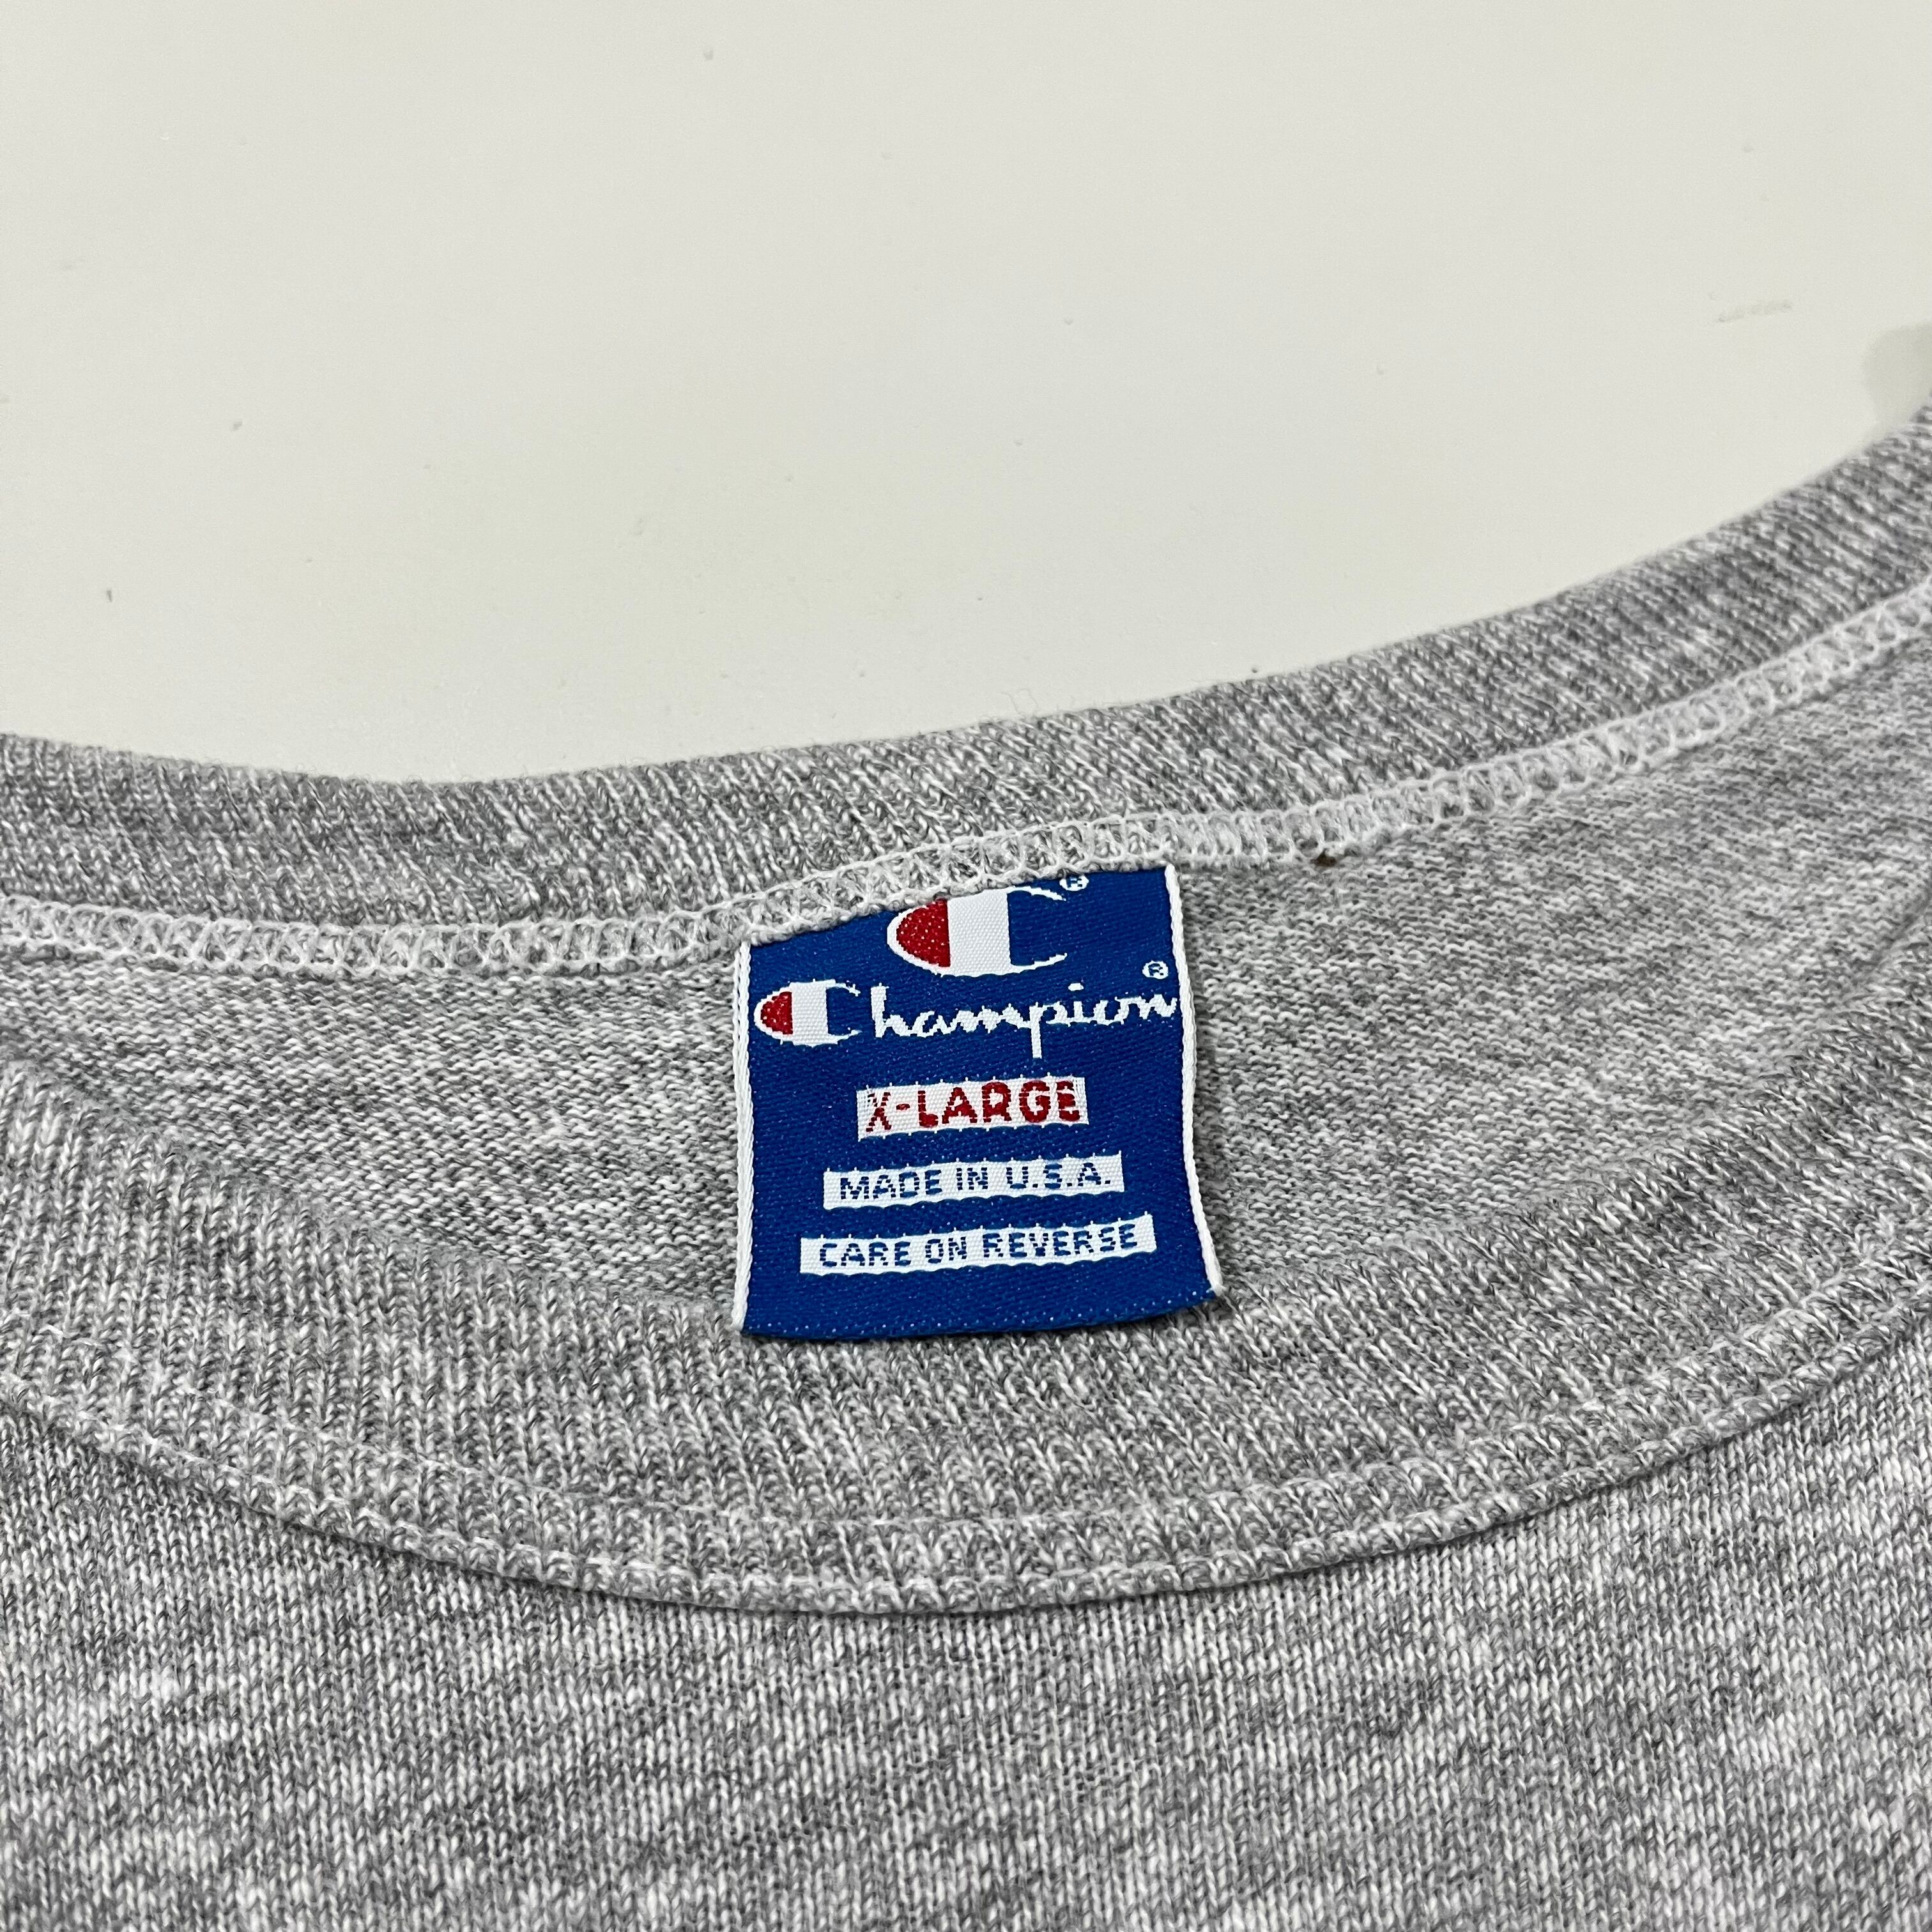 ®
Champion®
X-LARGE
MADE IN U.S.A.
CARE ON REVERSE